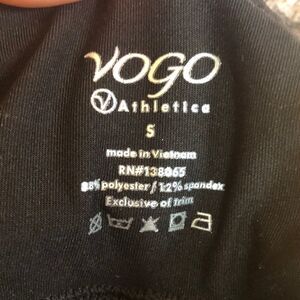 VOGO
Athletica
S
made in Vietnam
RN#138065
88% polyester / 12% spandex
Exclusive of trim